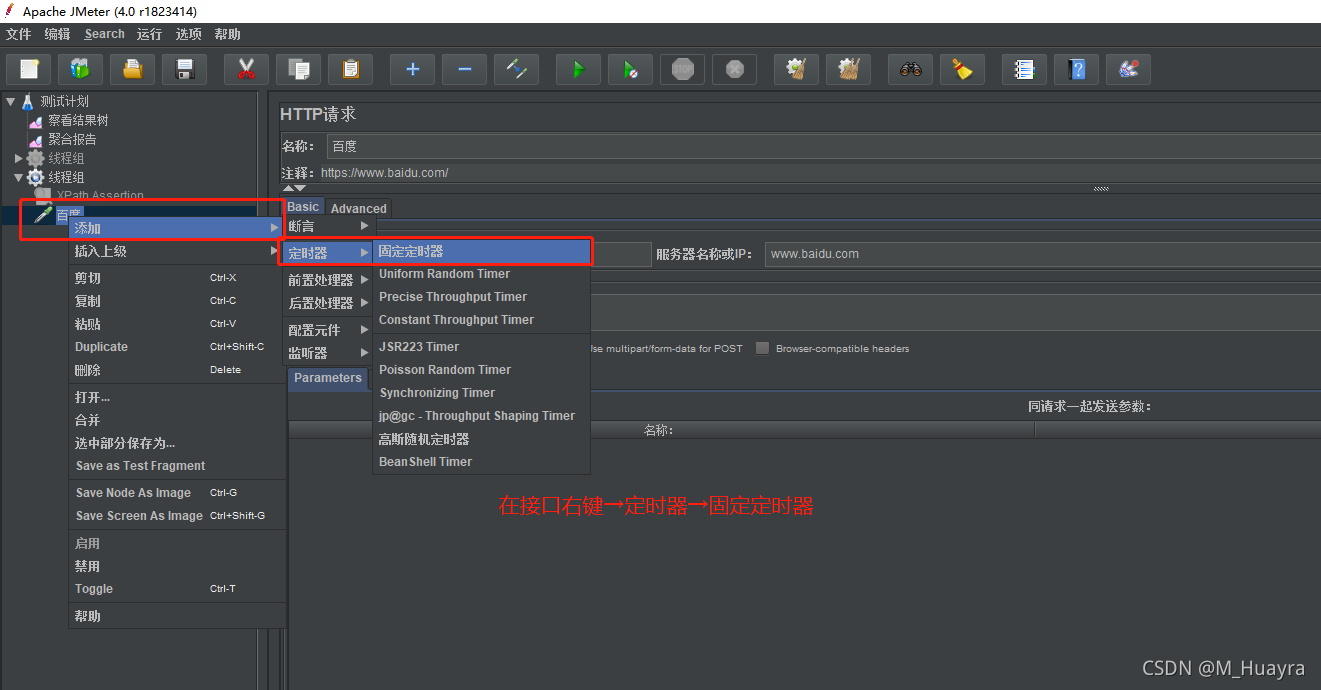 Apache JMeter (4.0 r1823414)
文件 编辑 Search 运行 选项 帮助
STOP
测试计划
察看结果树
聚合报告
线程组
线程组
XPath Assertion
百度
HTTP请求
名称： 百度
注释： https://www.baidu.com/
Basic Advanced
服务器名称或IP： www.baidu.com
Use multipart/form-data for POST Browser-compatible headers
Parameters
同请求一起发送参数：
名称：
添加
插入上级
剪切 Ctrl-X
复制 Ctrl-C
粘贴 Ctrl-V
Duplicate Ctrl+Shift-C
删除 Delete
打开...
合并
选中部分保存为...
Save as Test Fragment
Save Node As Image Ctrl-G
Save Screen As Image Ctrl+Shift-G
启用
禁用
Toggle Ctrl-T
帮助
断言
定时器
前置处理器
后置处理器
配置元件
监听器
固定定时器
Uniform Random Timer
Precise Throughput Timer
Constant Throughput Timer
JSR223 Timer
Poisson Random Timer
Synchronizing Timer
jp@gc - Throughput Shaping Timer
高斯随机定时器
BeanShell Timer
在接口右键→定时器→固定定时器
CSDN @M_Huayra